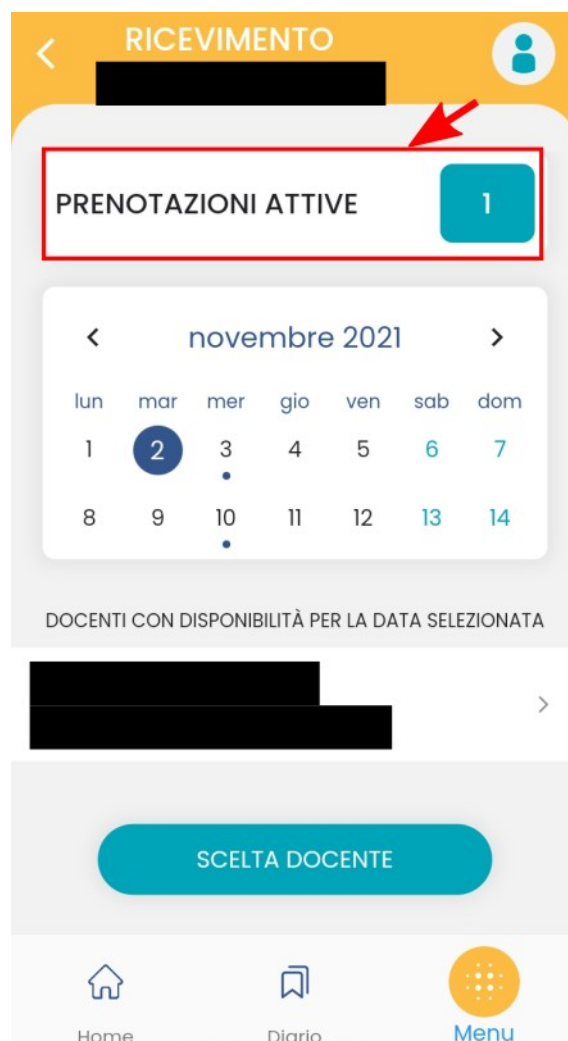 RICEVIMENTO
PRENOTAZIONI ATTIVE 1
novembre 2021
lun mar mer gio ven sab dom
1 2 3 4 5 6 7
8 9 10 11 12 13 14
DOCENTI CON DISPONIBILITÀ PER LA DATA SELEZIONATA
SCELTA DOCENTE
Home Diario Menu